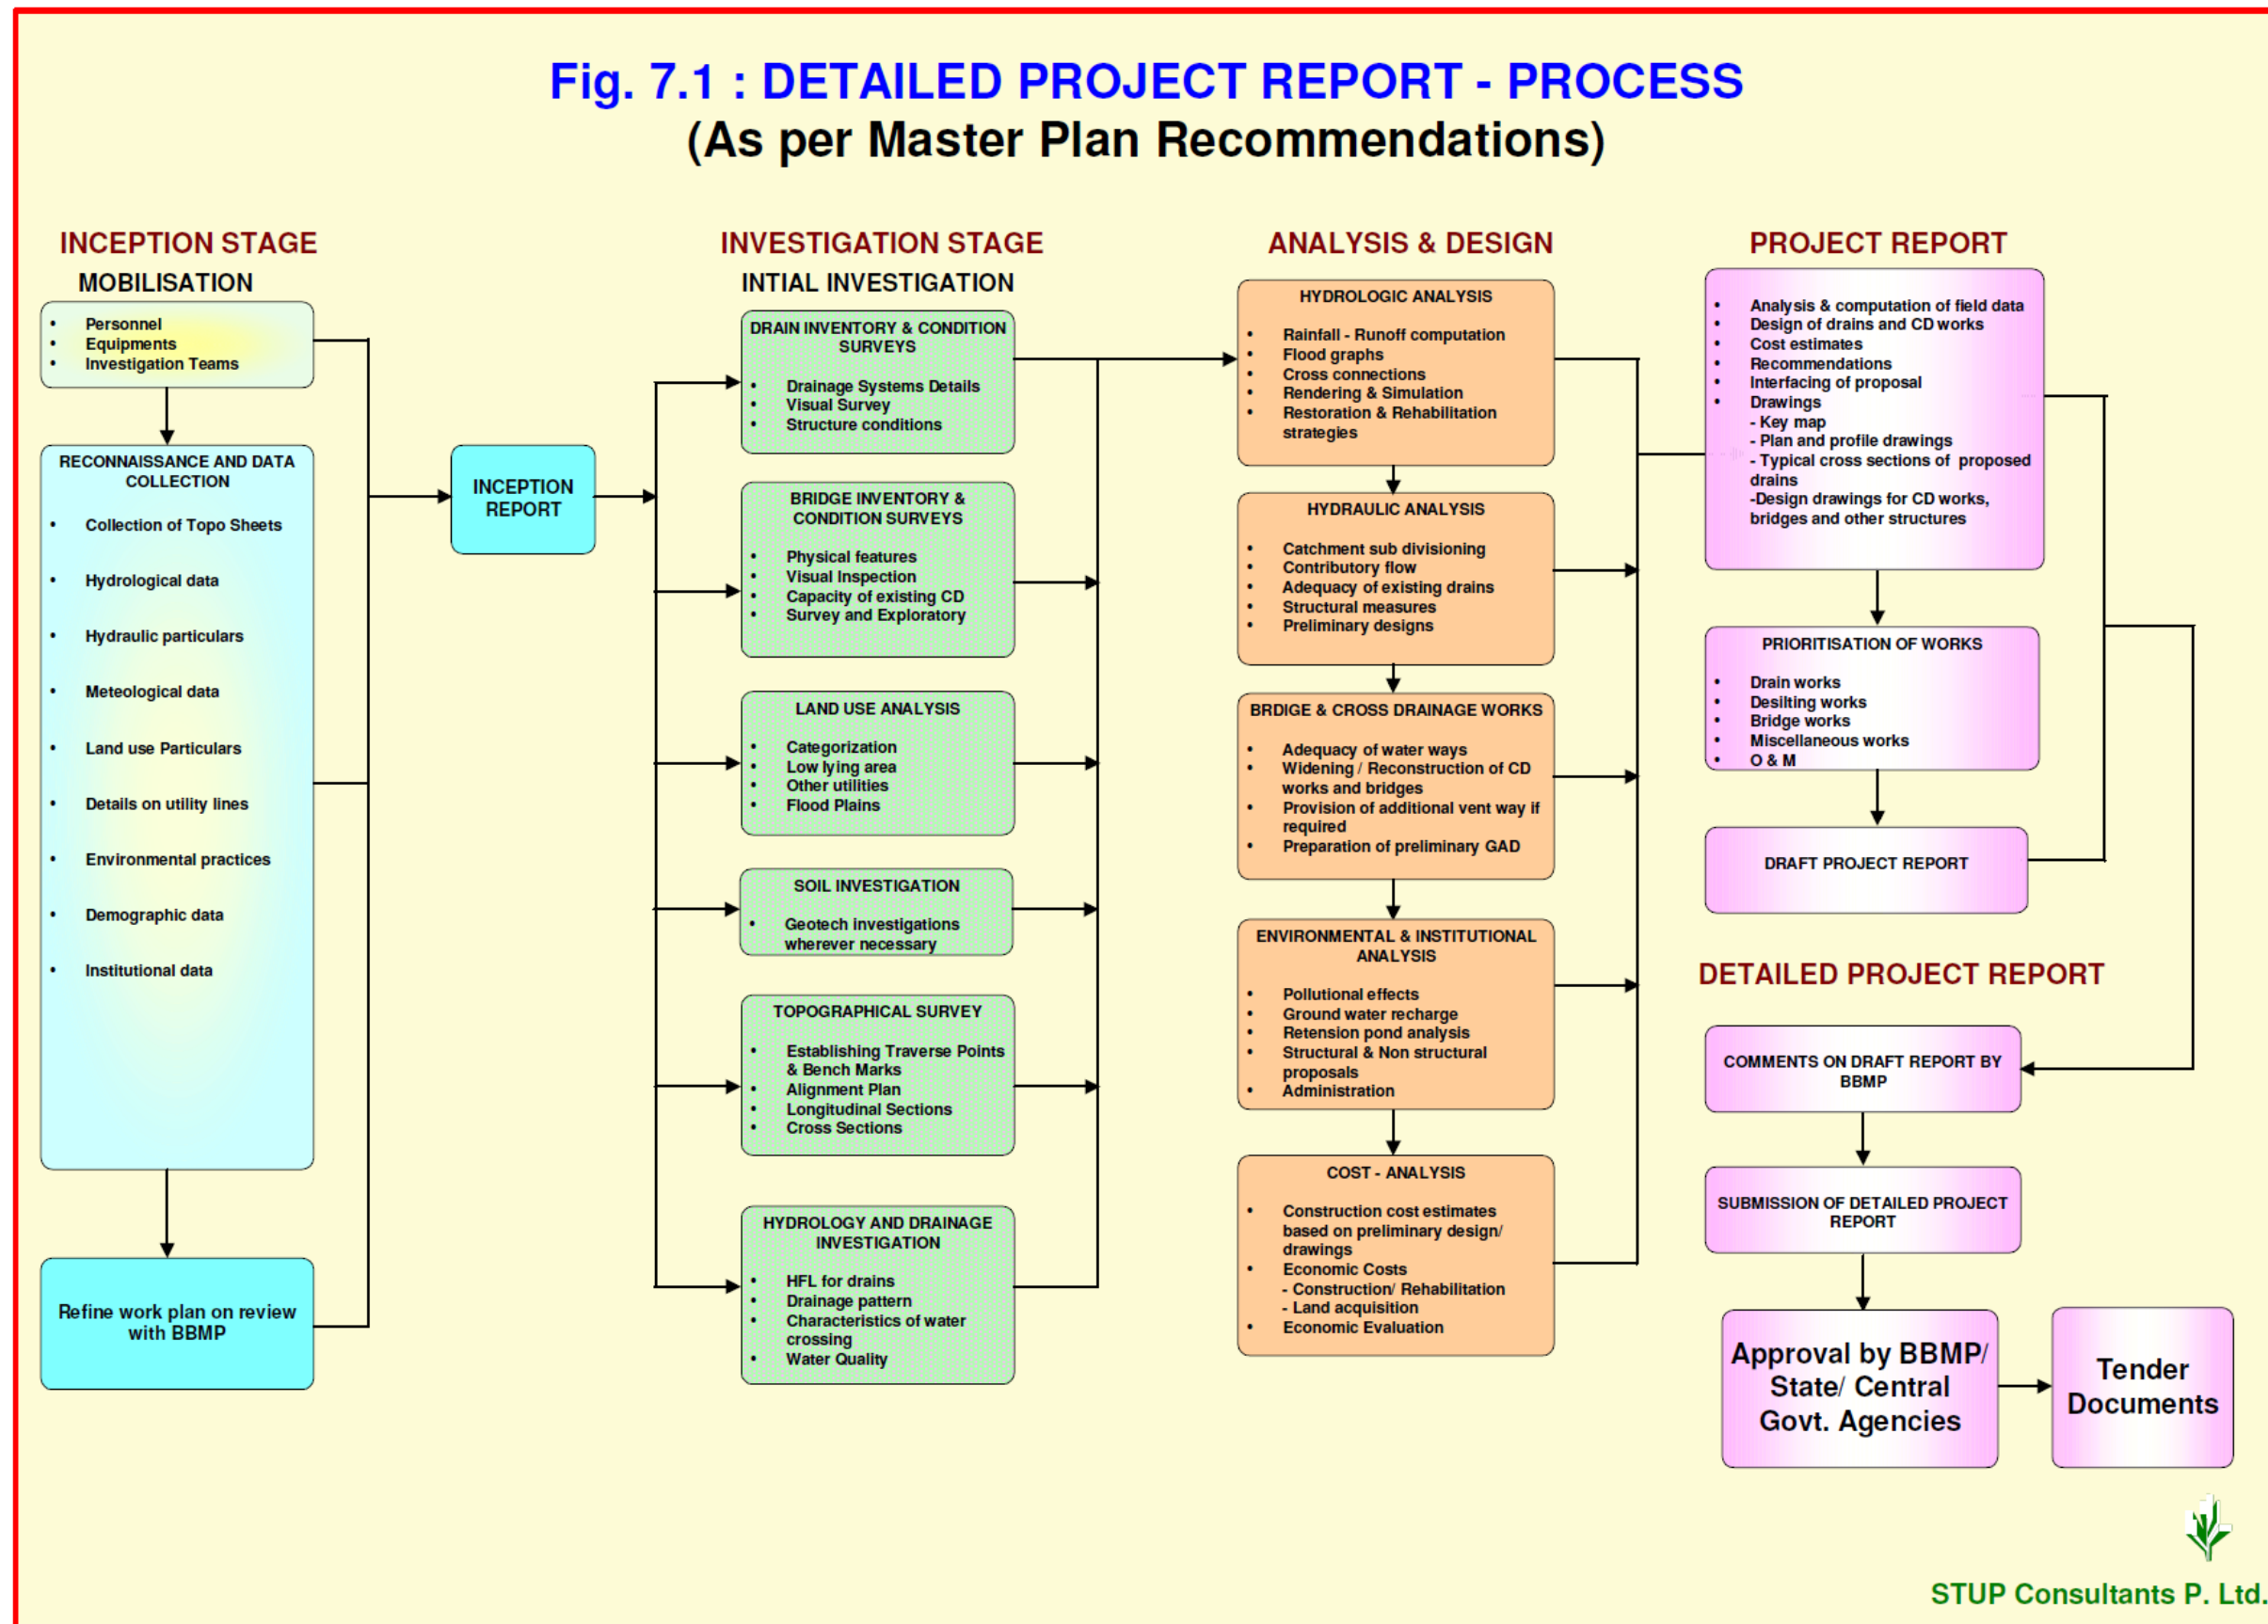 Fig. 7.1 : DETAILED PROJECT REPORT - PROCESS
(As per Master Plan Recommendations)
INCEPTION STAGE
MOBILISATION
• Personnel
• Equipments
• Investigation Teams
RECONNAISSANCE AND DATA
COLLECTION
• Collection of Topo Sheets
• Hydrological data
• Hydraulic particulars
• Meteological data
• Land use Particulars
• Details on utility lines
• Environmental practices
• Demographic data
• Institutional data
Refine work plan on review
with BBMP
INCEPTION
REPORT
INVESTIGATION STAGE
INTIAL INVESTIGATION
DRAIN INVENTORY & CONDITION
SURVEYS
• Drainage Systems Details
• Visual Survey
• Structure conditions
BRIDGE INVENTORY &
CONDITION SURVEYS
• Physical features
• Visual Inspection
• Capacity of existing CD
• Survey and Exploratory
LAND USE ANALYSIS
• Categorization
• Low lying area
• Other utilities
• Flood Plains
SOIL INVESTIGATION
• Geotech investigations
wherever necessary
TOPOGRAPHICAL SURVEY
• Establishing Traverse Points
& Bench Marks
• Alignment Plan
• Longitudinal Sections
• Cross Sections
HYDROLOGY AND DRAINAGE
INVESTIGATION
• HFL for drains
• Drainage pattern
• Characteristics of water
crossing
• Water Quality
ANALYSIS & DESIGN
HYDROLOGIC ANALYSIS
• Rainfall - Runoff computation
• Flood graphs
• Cross connections
• Rendering & Simulation
• Restoration & Rehabilitation
strategies
HYDRAULIC ANALYSIS
• Catchment sub divisioning
• Contributory flow
• Adequacy of existing drains
• Structural measures
• Preliminary designs
BRDIGE & CROSS DRAINAGE WORKS
• Adequacy of water ways
• Widening / Reconstruction of CD
works and bridges
• Provision of additional vent way if
required
• Preparation of preliminary GAD
ENVIRONMENTAL & INSTITUTIONAL
ANALYSIS
• Pollutional effects
• Ground water recharge
• Retension pond analysis
• Structural & Non structural
proposals
• Administration
COST - ANALYSIS
• Construction cost estimates
based on preliminary design/
drawings
• Economic Costs
- Construction/ Rehabilitation
- Land acquisition
• Economic Evaluation
PROJECT REPORT
• Analysis & computation of field data
• Design of drains and CD works
• Cost estimates
• Recommendations
• Interfacing of proposal
• Drawings
- Key map
- Plan and profile drawings
- Typical cross sections of proposed
drains
-Design drawings for CD works,
bridges and other structures
PRIORITISATION OF WORKS
• Drain works
• Desilting works
• Bridge works
• Miscellaneous works
• O & M
DRAFT PROJECT REPORT
DETAILED PROJECT REPORT
COMMENTS ON DRAFT REPORT BY
BBMP
SUBMISSION OF DETAILED PROJECT
REPORT
Approval by BBMP/
State/ Central
Govt. Agencies
Tender
Documents
STUP Consultants P. Ltd.